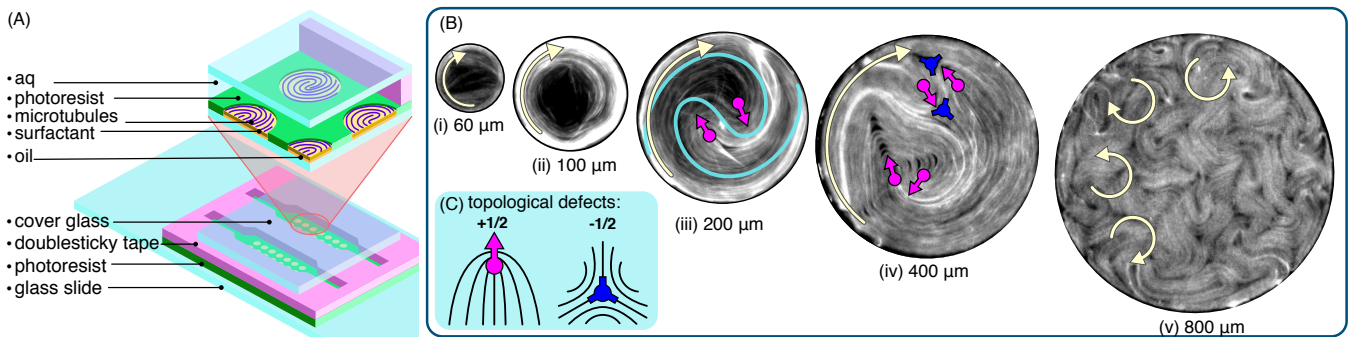 (A)
• aq
• photoresist
• microtubules
• surfactant
• oil
• cover glass
• doublesticky tape
• photoresist
• glass slide
(B)
(i) 60 µm
(ii) 100 µm
(iii) 200 µm
(iv) 400 µm
(v) 800 µm
(C) topological defects:
+1/2 -1/2